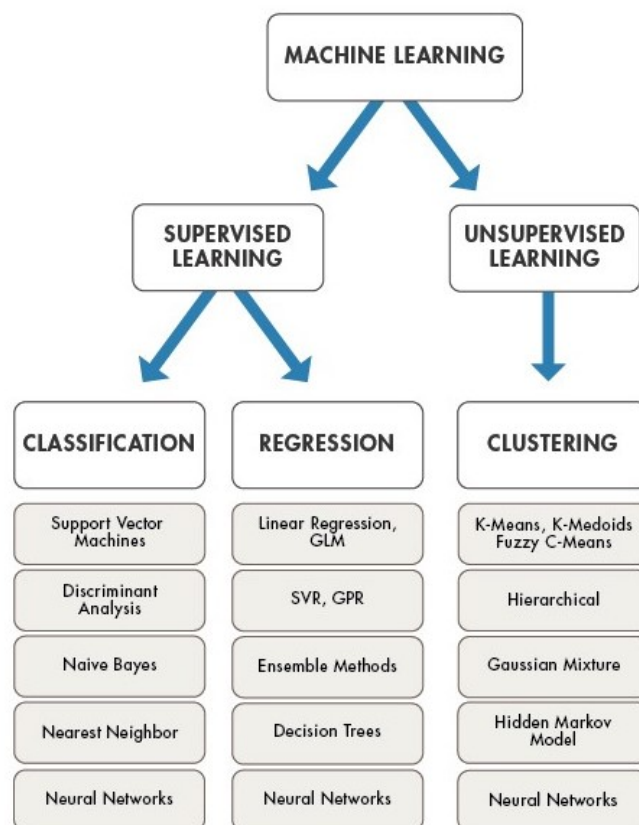 MACHINE LEARNING
SUPERVISED
LEARNING
UNSUPERVISED
LEARNING
CLASSIFICATION
Support Vector
Machines
Discriminant
Analysis
Naive Bayes
Nearest Neighbor
Neural Networks
REGRESSION
Linear Regression,
GLM
SVR, GPR
Ensemble Methods
Decision Trees
Neural Networks
CLUSTERING
K-Means, K-Medoids
Fuzzy C-Means
Hierarchical
Gaussian Mixture
Hidden Markov
Model
Neural Networks